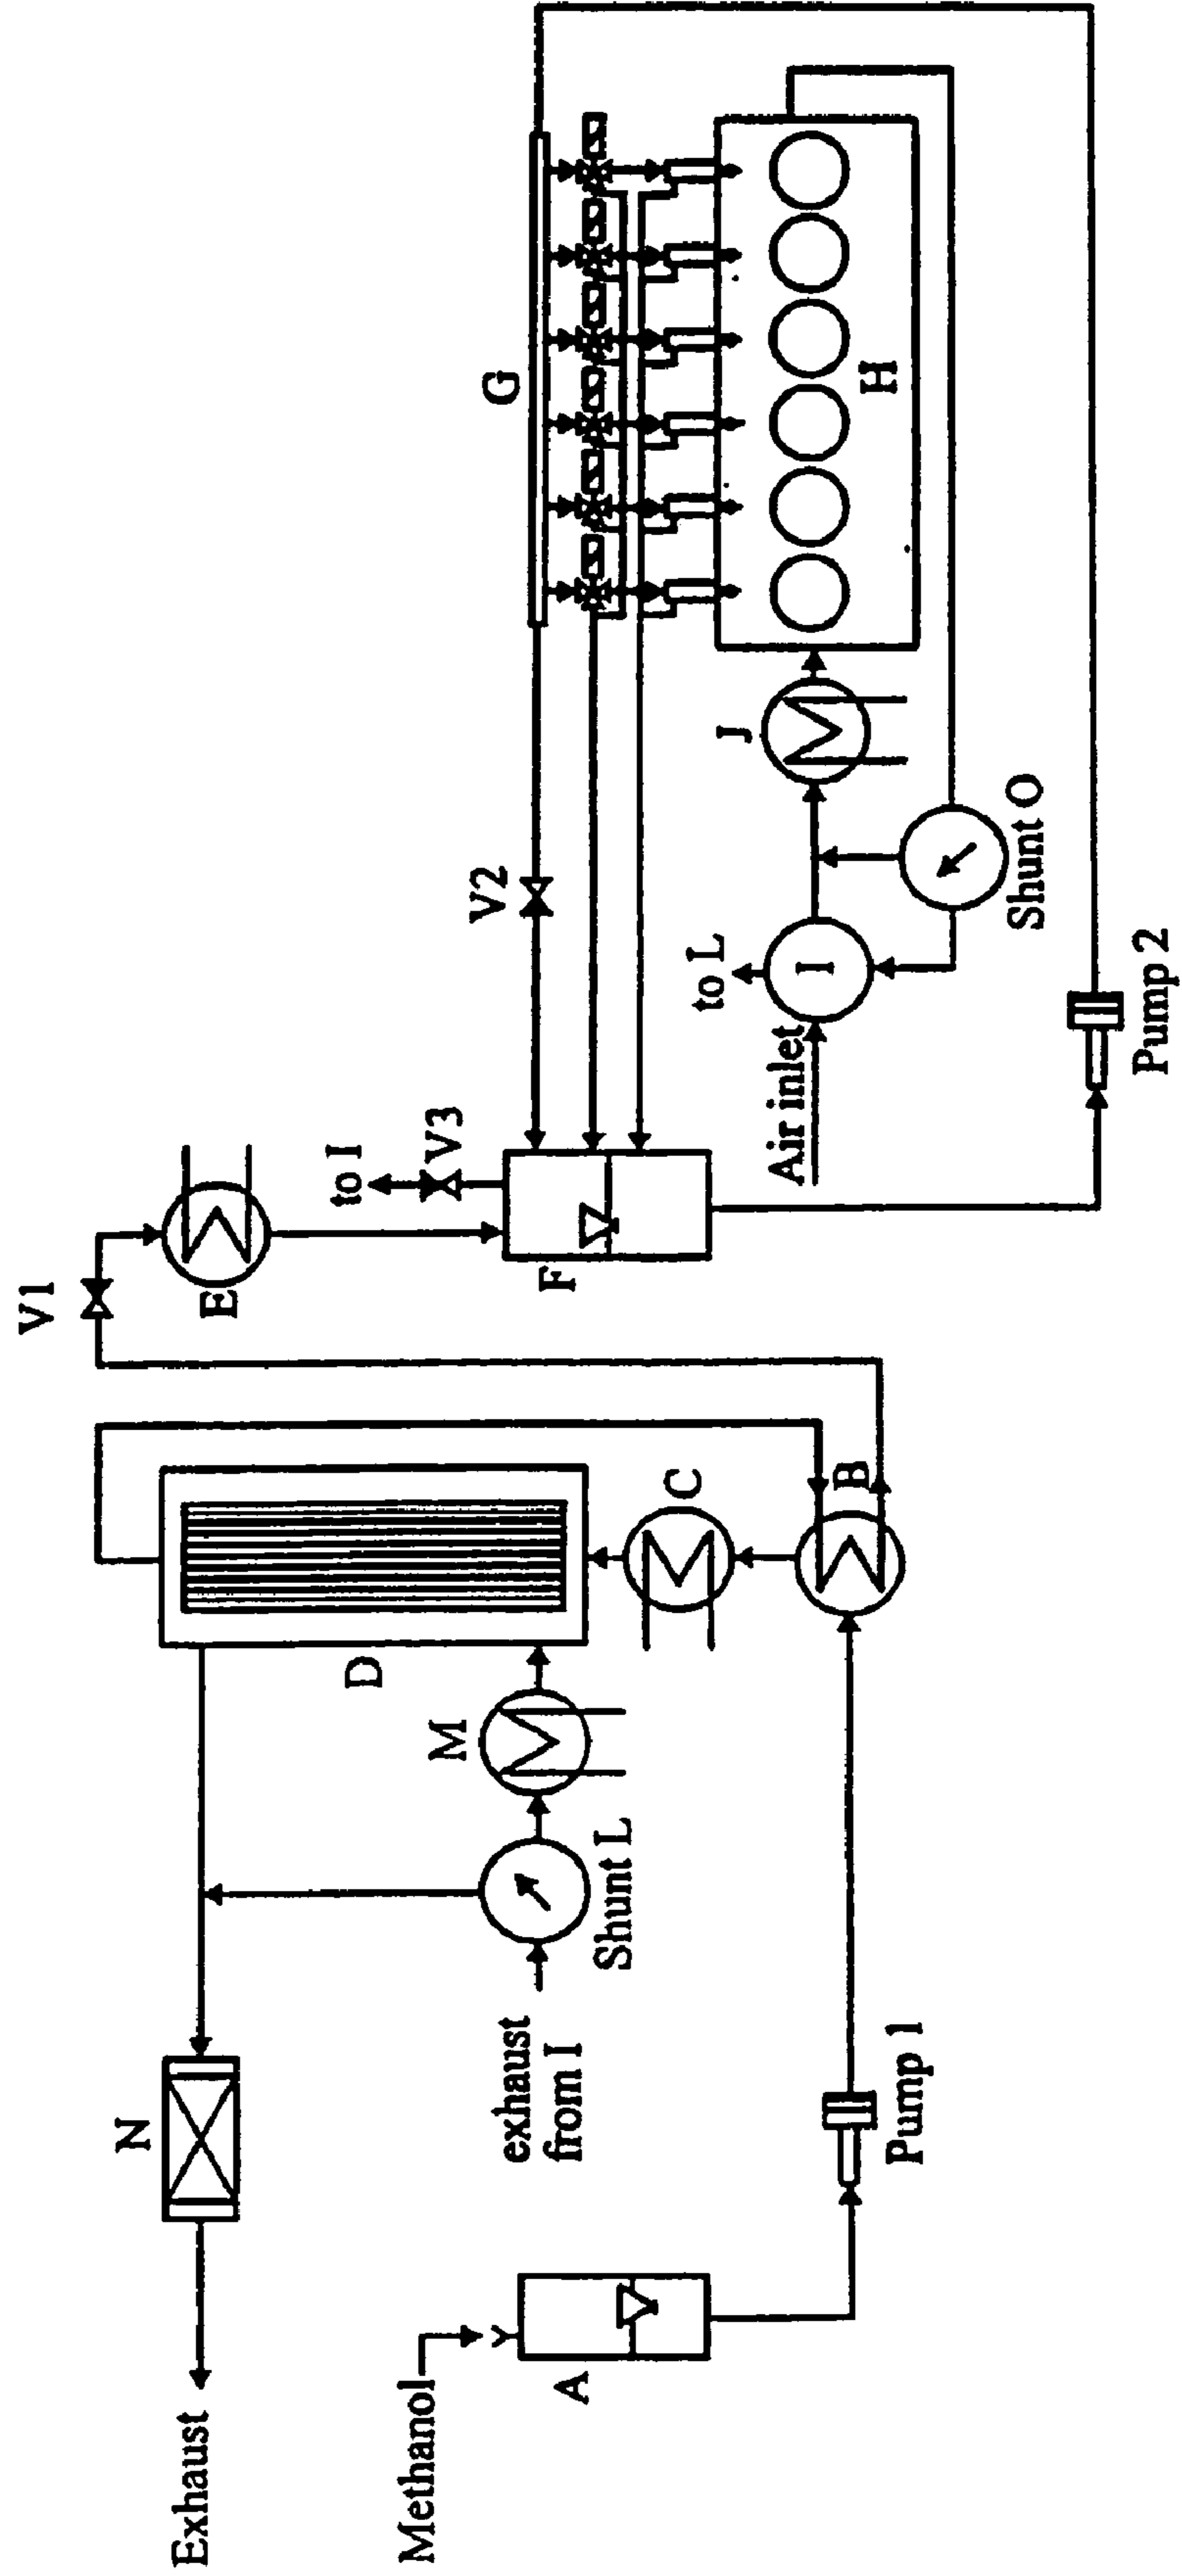 Exhaust
N
exhaust
from I
Shunt L
M
D
Methanol
A
Pump 1
B
C
V1
E
to I
V3
F
V2
G
Air inlet
to L
I
J
H
Shunt O
Pump 2